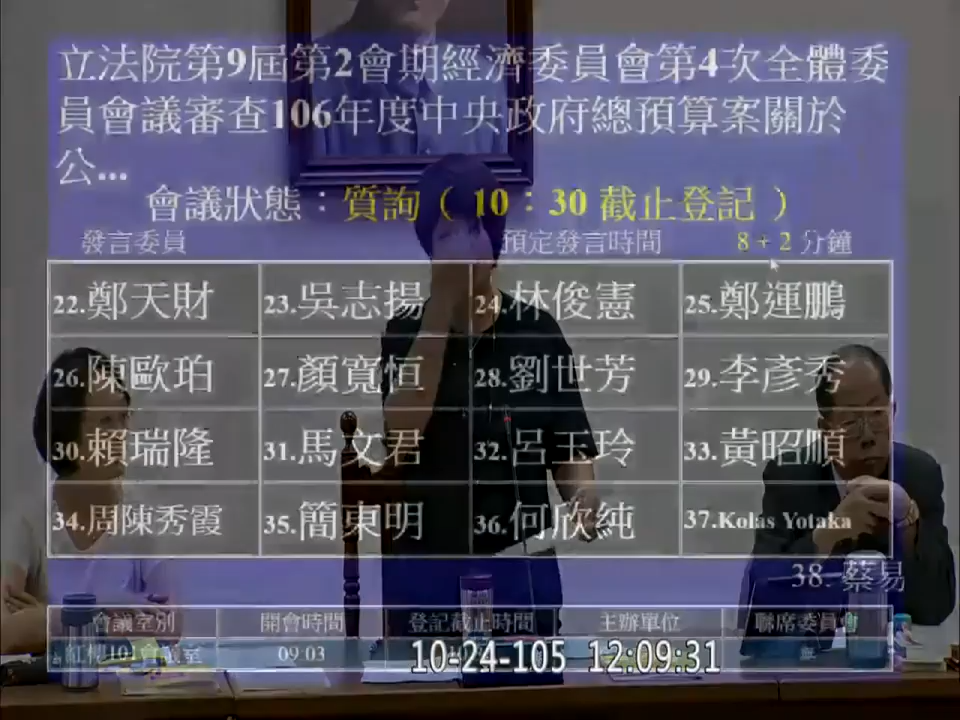 立法院第9屆第2會期經濟委員會第4次全體委
員會議審查106年度中央政府總預算案關於
公...
會議狀態：質詢（ 10：30 截止登記 ）
發言委員 預定發言時間 8 + 2 分鐘
22.鄭天財 23.吳志揚 24.林俊憲 25.鄭運鵬
26.陳歐珀 27.顏寬恒 28.劉世芳 29.李彥秀
30.賴瑞隆 31.馬文君 32.呂玉玲 33.黃昭順
34.周陳秀霞 35.簡東明 36.何欣純 37.Kolas Yotaka
38. 蔡易
會議室別 開會時間 登記截止時間 主辦單位 聯席委員會
紅樓101會議室 09:03 無
10-24-105 12:09:31